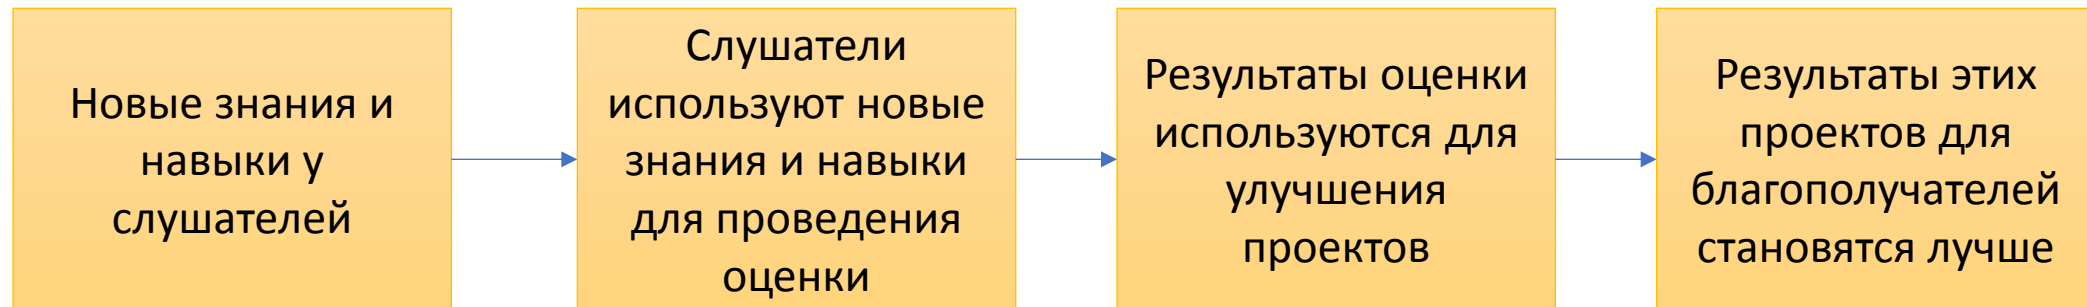 Новые знания и
навыки у
слушателей
Слушатели
используют новые
знания и навыки
для проведения
оценки
Результаты оценки
используются для
улучшения
проектов
Результаты этих
проектов для
благополучателей
становятся лучше